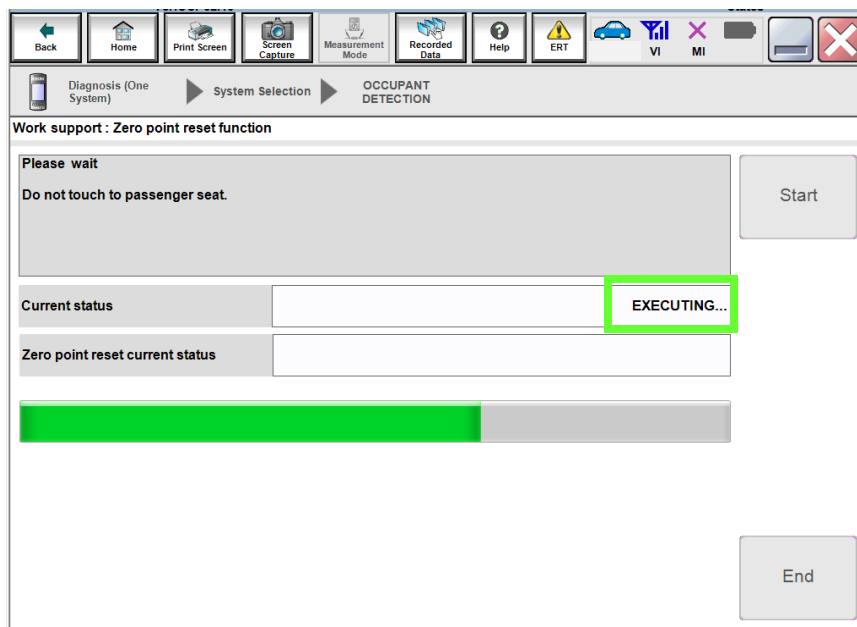 Back
Home
Print Screen
Screen
Capture
Measurement
Mode
Recorded
Data
Help
ERT
VI
MI
Diagnosis (One
System)
System Selection
OCCUPANT
DETECTION
Work support : Zero point reset function
Please wait
Do not touch to passenger seat.
Start
Current status
EXECUTING...
Zero point reset current status
End